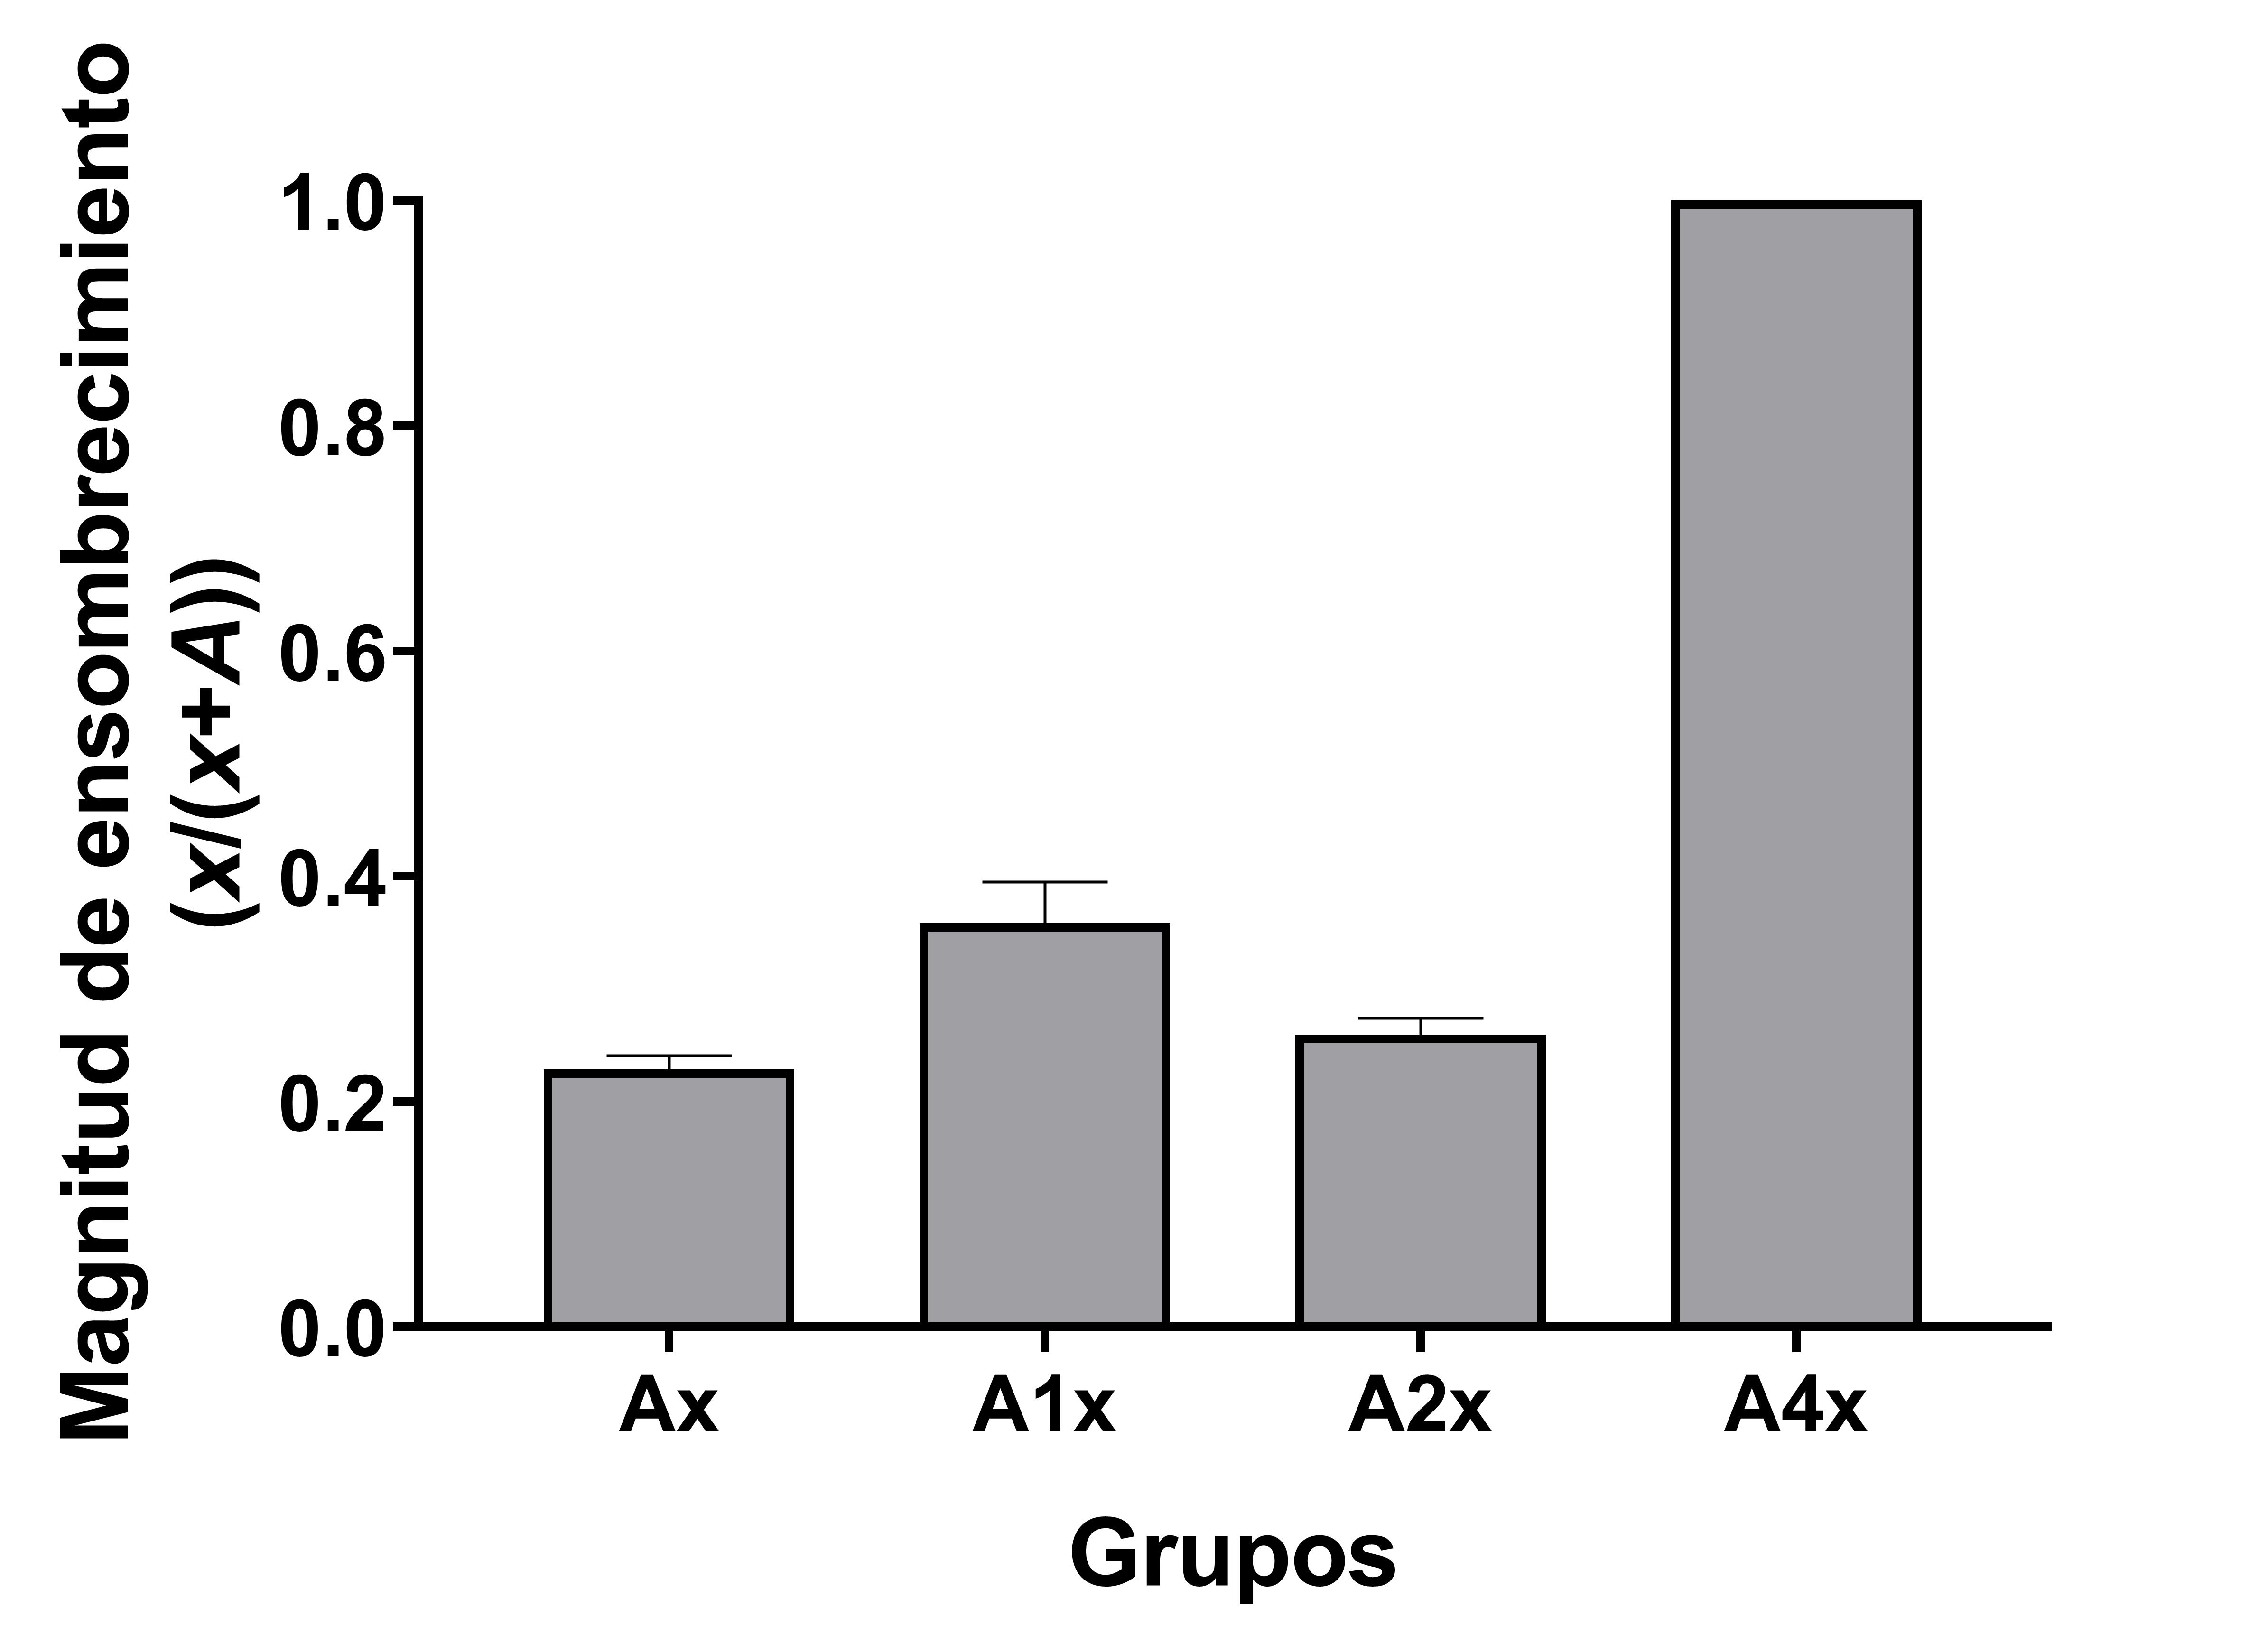 Magnitud de ensombrecimiento
(x/(x+A))
1.0
0.8
0.6
0.4
0.2
0.0
Ax A1x A2x A4x
Grupos